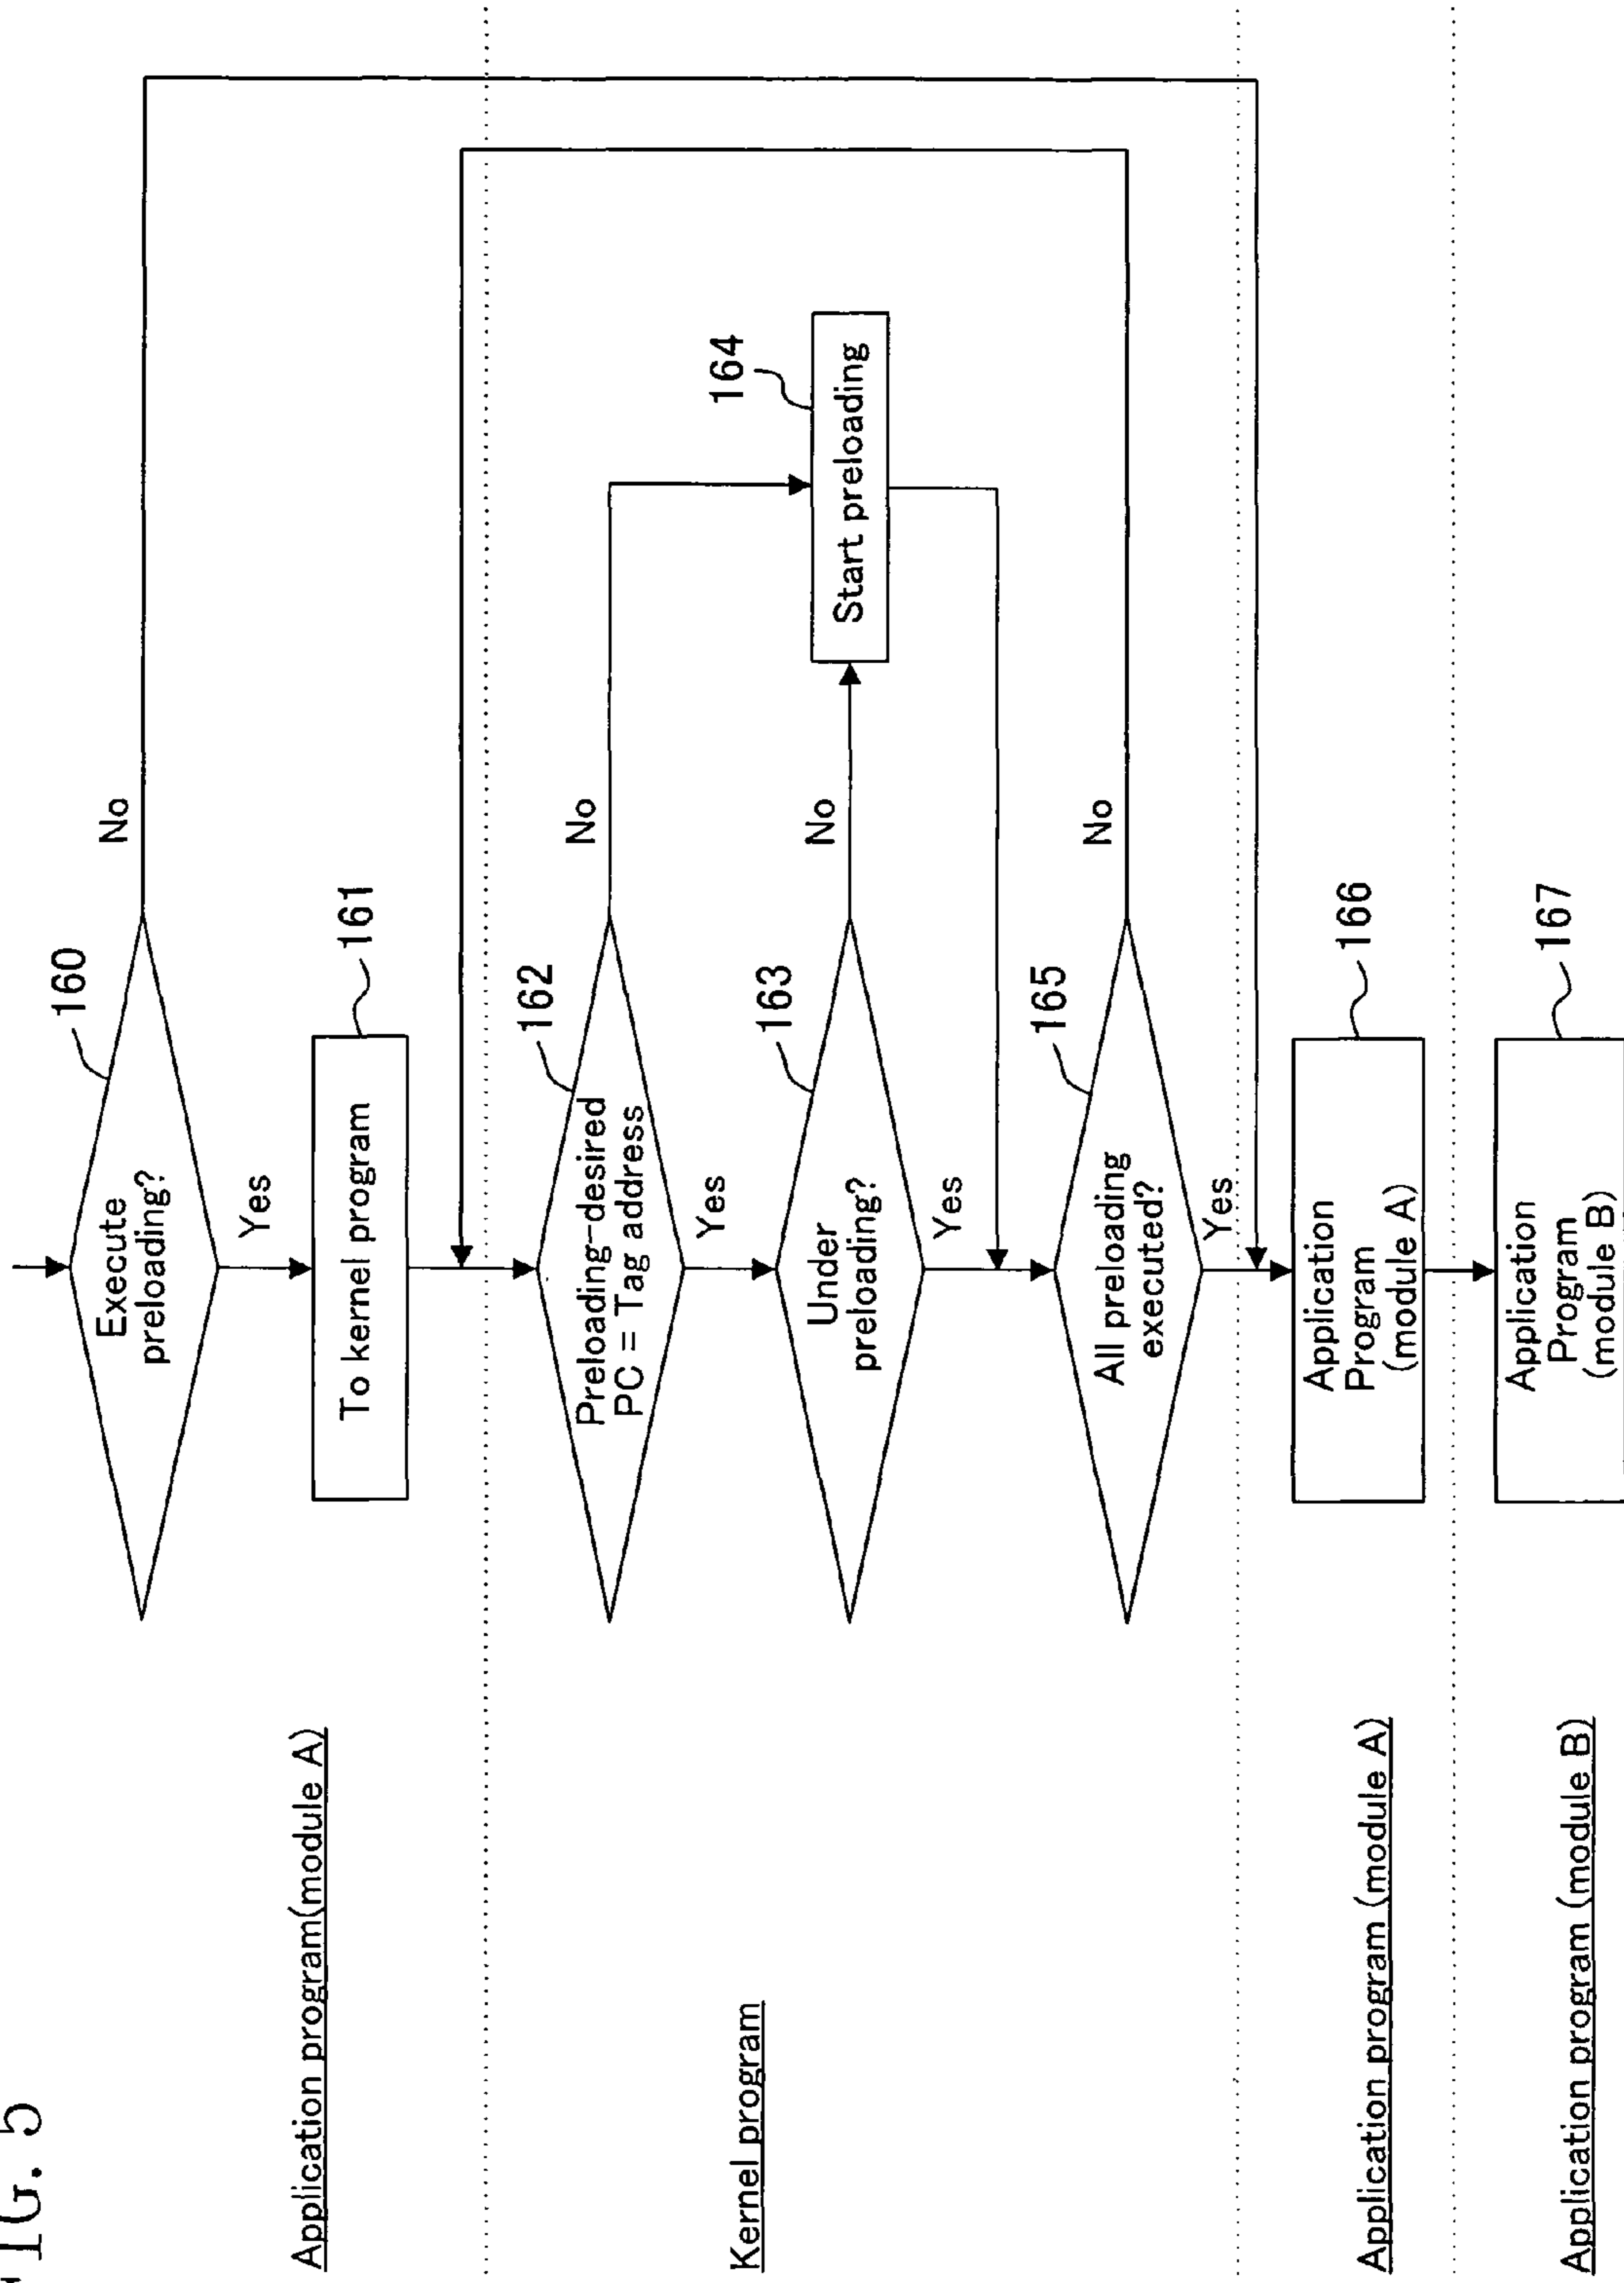 FIG. 5
Application program(module A)
Execute
preloading?
160
No
Yes
To kernel program
161
Kernel program
Preloading-desired
PC = Tag address
162
No
Yes
Under
preloading?
163
No
Yes
Start preloading
164
All preloading
executed?
165
No
Yes
Application program (module A)
Application
Program
(module A)
166
Application program (module B)
Application
Program
(module B)
167